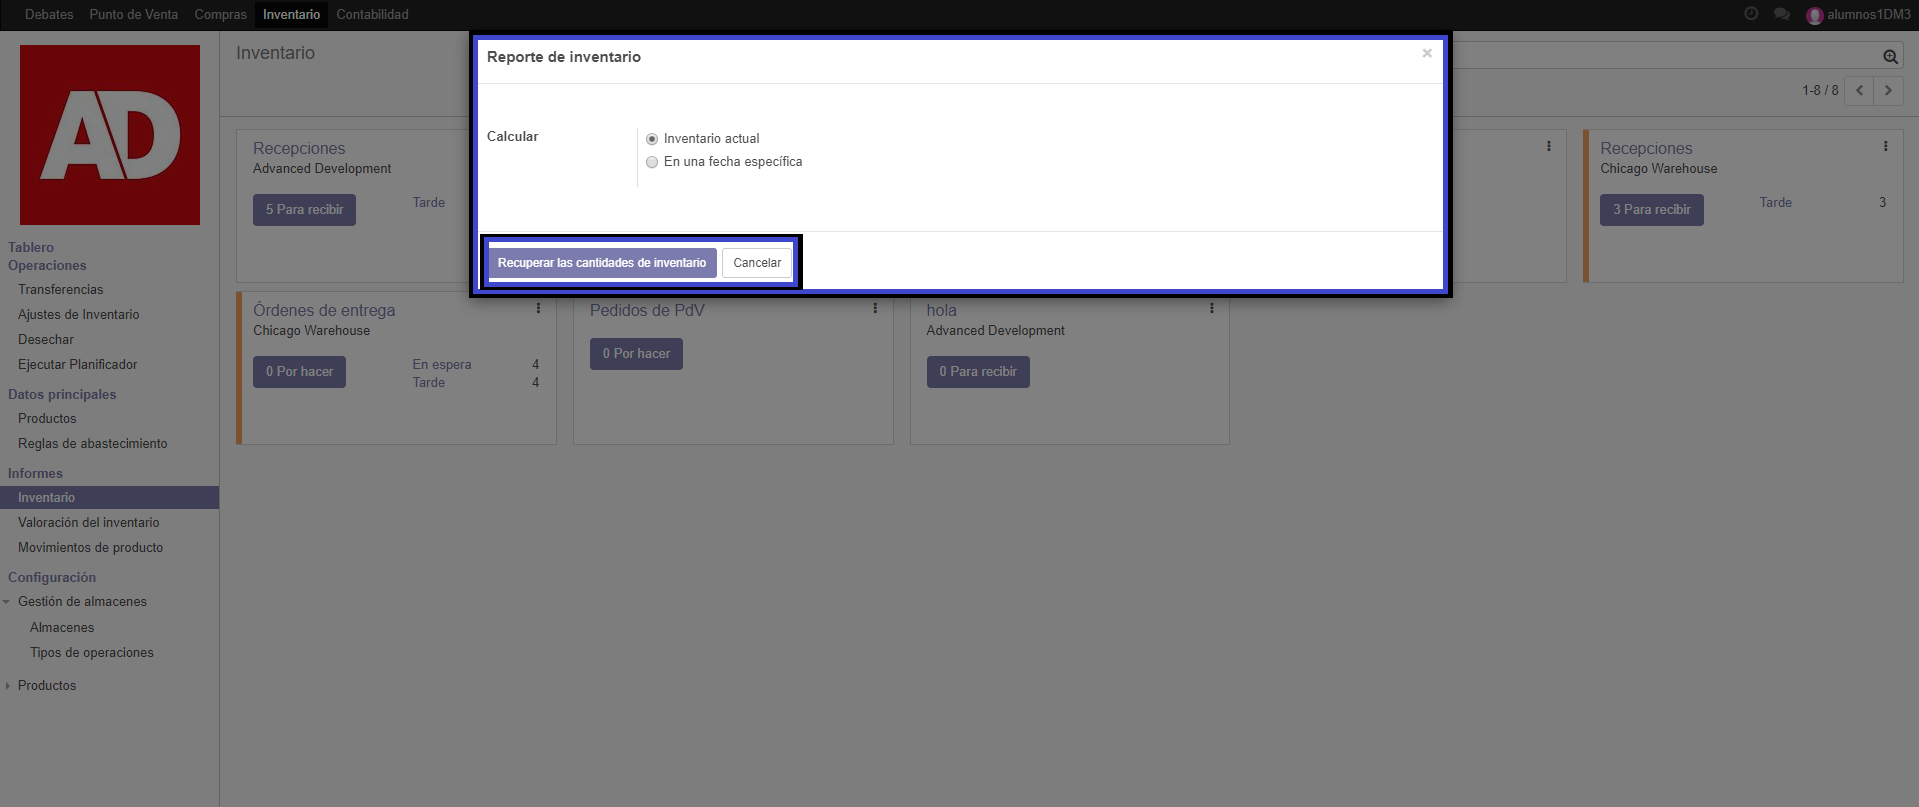 Debates Punto de Venta Compras Inventario Contabilidad alumnos1DM3
AD
Tablero
Operaciones
Transferencias
Ajustes de Inventario
Desechar
Ejecutar Planificador
Datos principales
Productos
Reglas de abastecimiento
Informes
Inventario
Valoración del inventario
Movimientos de producto
Configuración
Gestión de almacenes
Almacenes
Tipos de operaciones
Productos
Inventario
1-8 / 8
Reporte de inventario ×
Calcular
Inventario actual
En una fecha específica
Recuperar las cantidades de inventario Cancelar
Recepciones
Advanced Development
5 Para recibir Tarde
Recepciones
Chicago Warehouse
3 Para recibir Tarde 3
Órdenes de entrega
Chicago Warehouse
0 Por hacer En espera 4
Tarde 4
Pedidos de PdV
0 Por hacer
hola
Advanced Development
0 Para recibir